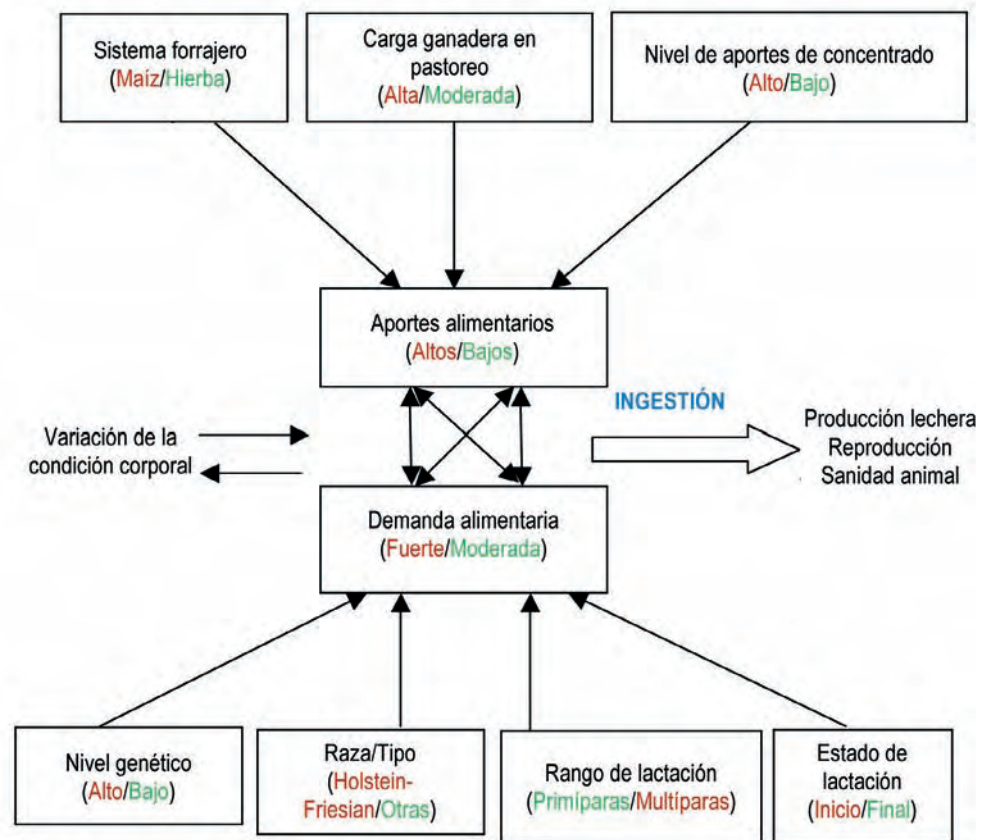 Sistema forrajero
(Maíz/Hierba)
Carga ganadera en
pastoreo
(Alta/Moderada)
Nivel de aportes de concentrado
(Alto/Bajo)
Aportes alimentarios
(Altos/Bajos)
Variación de la
condición corporal
INGESTIÓN
Producción lechera
Reproducción
Sanidad animal
Demanda alimentaria
(Fuerte/Moderada)
Nivel genético
(Alto/Bajo)
Raza/Tipo
(Holstein-
Friesian/Otras)
Rango de lactación
(Primíparas/Multíparas)
Estado de
lactación
(Inicio/Final)